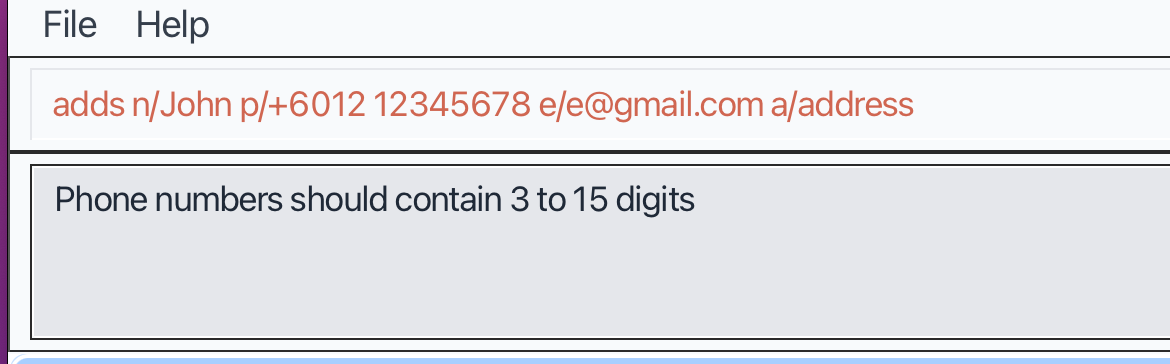 File Help
adds n/John p/+6012 12345678 e/e@gmail.com a/address
Phone numbers should contain 3 to 15 digits